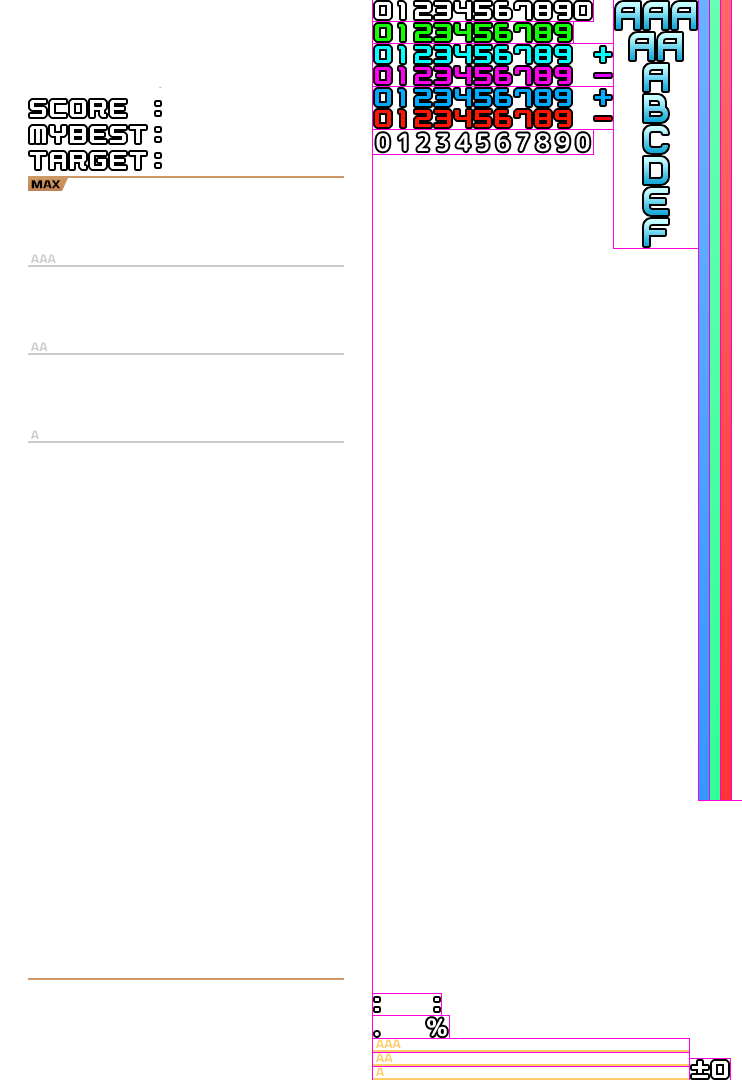 SCORE :
MYBEST :
TARGET :
MAX
AAA
AA
A
01234567890
0123456789
0123456789 +
0123456789 −
0123456789 +
0123456789 −
01234567890
AAA
AA
A
B
C
D
E
F
: :
. %
AAA
AA
A
±0